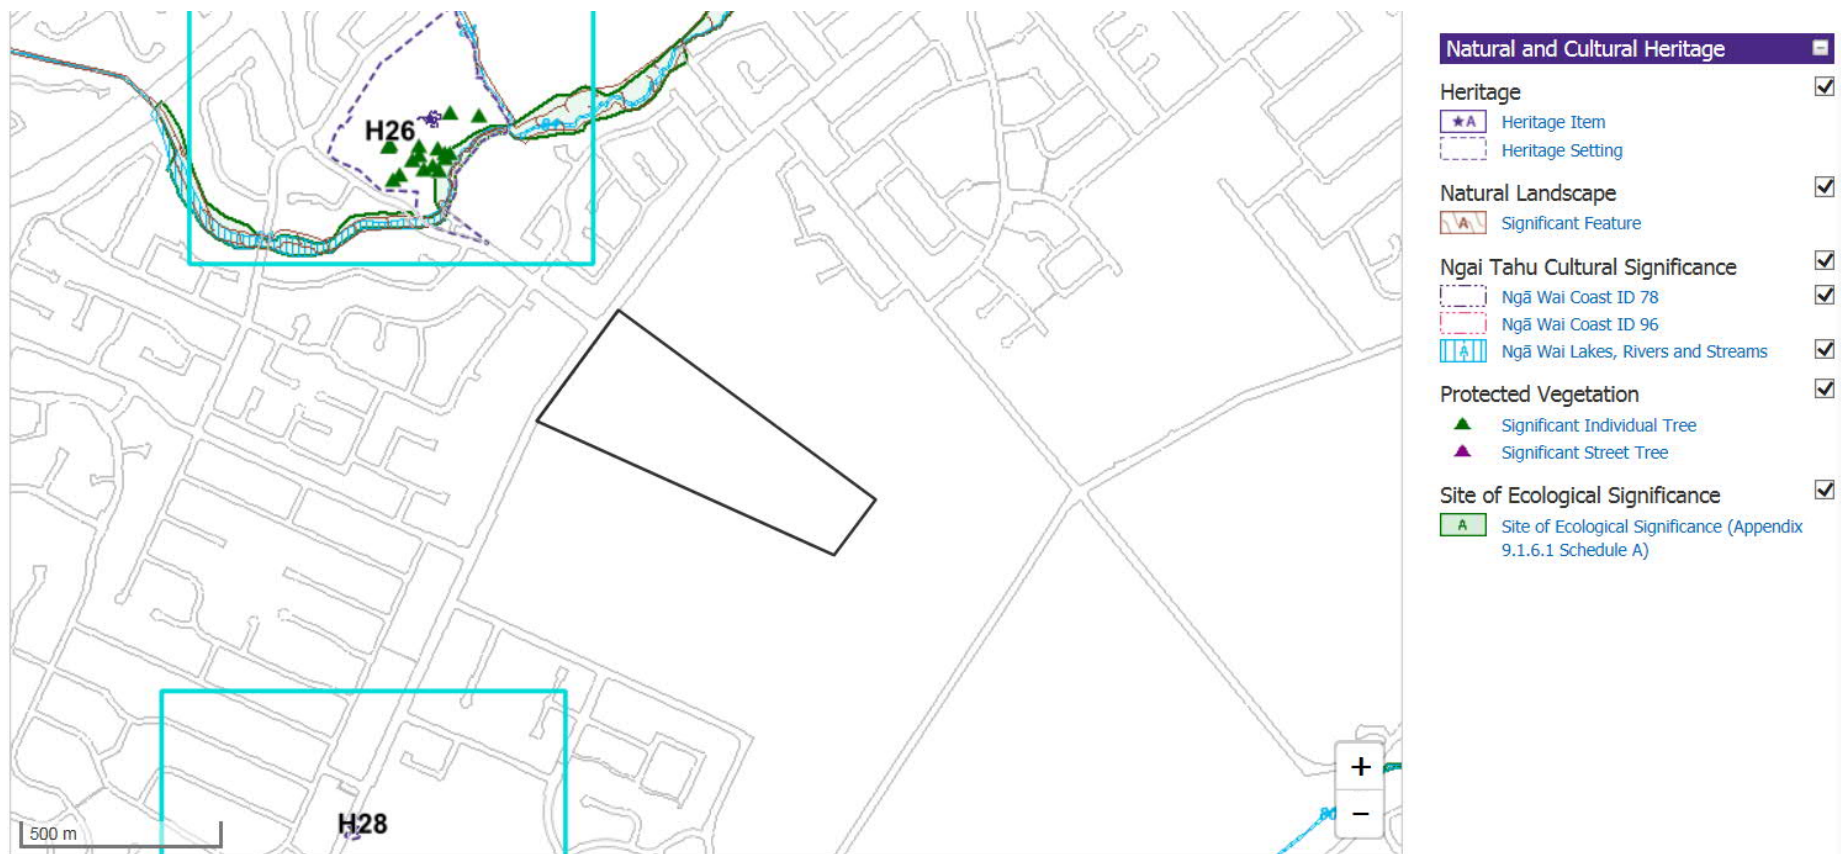 H26
H28
500 m
+
−
Natural and Cultural Heritage
Heritage
A
Heritage Item
Heritage Setting
Natural Landscape
A
Significant Feature
Ngai Tahu Cultural Significance
Ngā Wai Coast ID 78
Ngā Wai Coast ID 96
A
Ngā Wai Lakes, Rivers and Streams
Protected Vegetation
Significant Individual Tree
Significant Street Tree
Site of Ecological Significance
A
Site of Ecological Significance (Appendix
9.1.6.1 Schedule A)